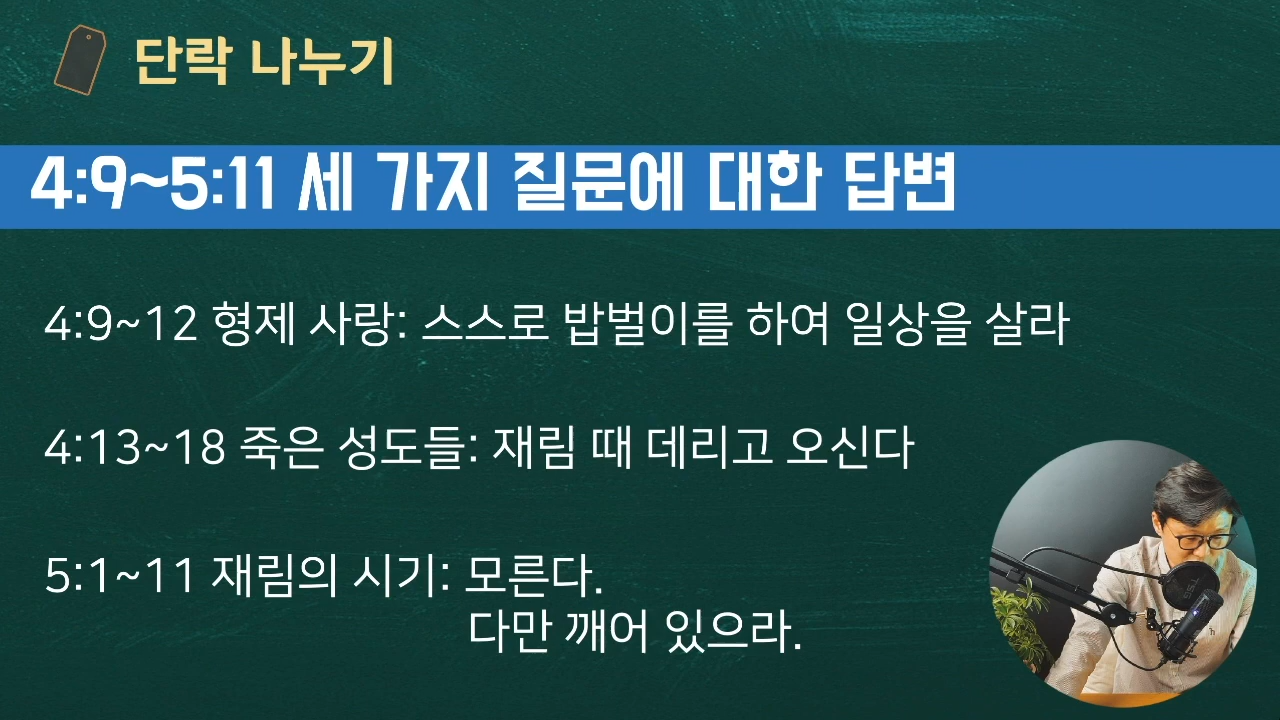 단락 나누기
4:9~5:11 세 가지 질문에 대한 답변
4:9~12 형제 사랑: 스스로 밥벌이를 하여 일상을 살라
4:13~18 죽은 성도들: 재림 때 데리고 오신다
5:1~11 재림의 시기: 모른다.
다만 깨어 있으라.